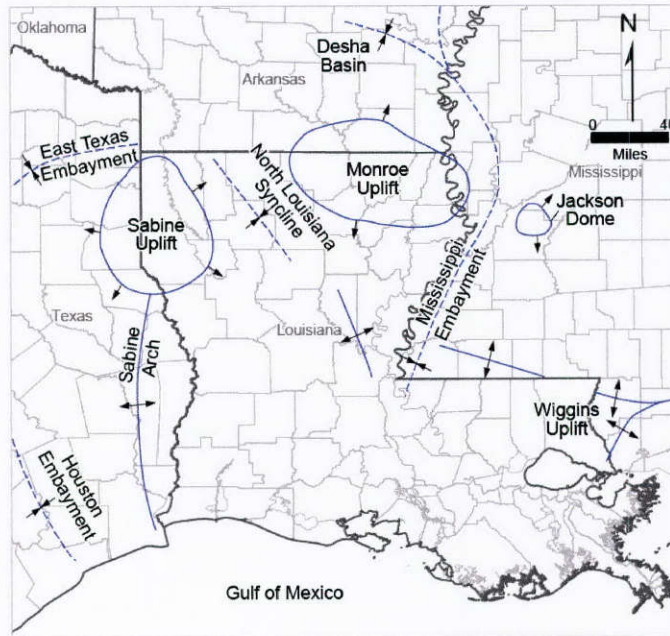 Oklahoma
Desha
Basin
N
Arkansas
0 40
Miles
East Texas
Embayment
North Louisiana
Syncline
Monroe
Uplift
Mississippi
Jackson
Dome
Sabine
Uplift
Mississippi
Embayment
Texas
Louisiana
Sabine
Arch
Wiggins
Uplift
Houston
Embayment
Gulf of Mexico